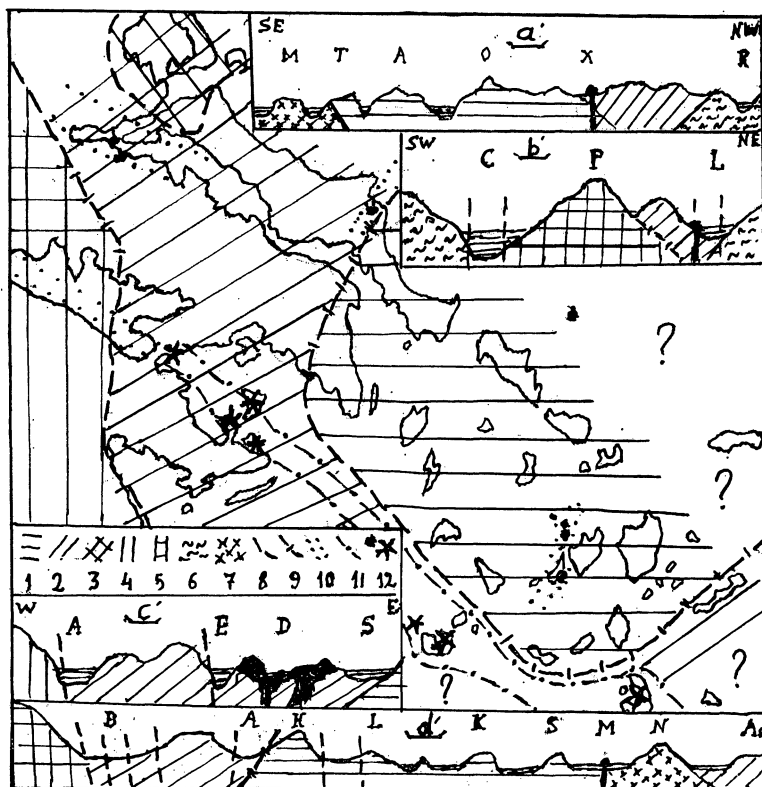 SE a' NW
M T A O X R
SW b' NE
C P L
?
?
?
?
1 2 3 4 5 6 7 8 9 10 11 12
W c' E
A E D S
B A H L d' K S M N A